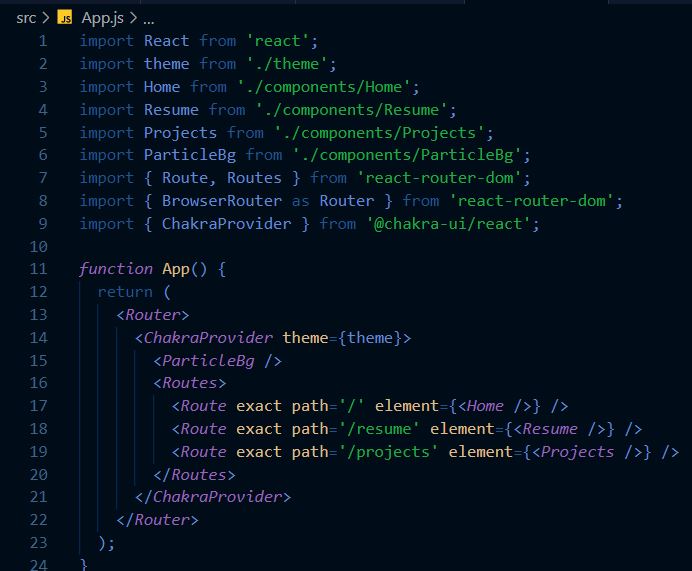 src > JS App.js > ...
1 import React from 'react';
2 import theme from './theme';
3 import Home from './components/Home';
4 import Resume from './components/Resume';
5 import Projects from './components/Projects';
6 import ParticleBg from './components/ParticleBg';
7 import { Route, Routes } from 'react-router-dom';
8 import { BrowserRouter as Router } from 'react-router-dom';
9 import { ChakraProvider } from '@chakra-ui/react';
10
11 function App() {
12   return (
13     <Router>
14       <ChakraProvider theme={theme}>
15         <ParticleBg />
16         <Routes>
17           <Route exact path='/' element={<Home />} />
18           <Route exact path='/resume' element={<Resume />} />
19           <Route exact path='/projects' element={<Projects />} />
20         </Routes>
21       </ChakraProvider>
22     </Router>
23   );
24 }